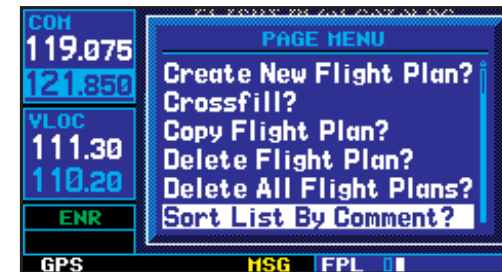 COM
119.075
121.850
VLOC
111.30
110.20
ENR
GPS
PAGE MENU
Create New Flight Plan?
Crossfill?
Copy Flight Plan?
Delete Flight Plan?
Delete All Flight Plans?
Sort List By Comment?
MSG
FPL